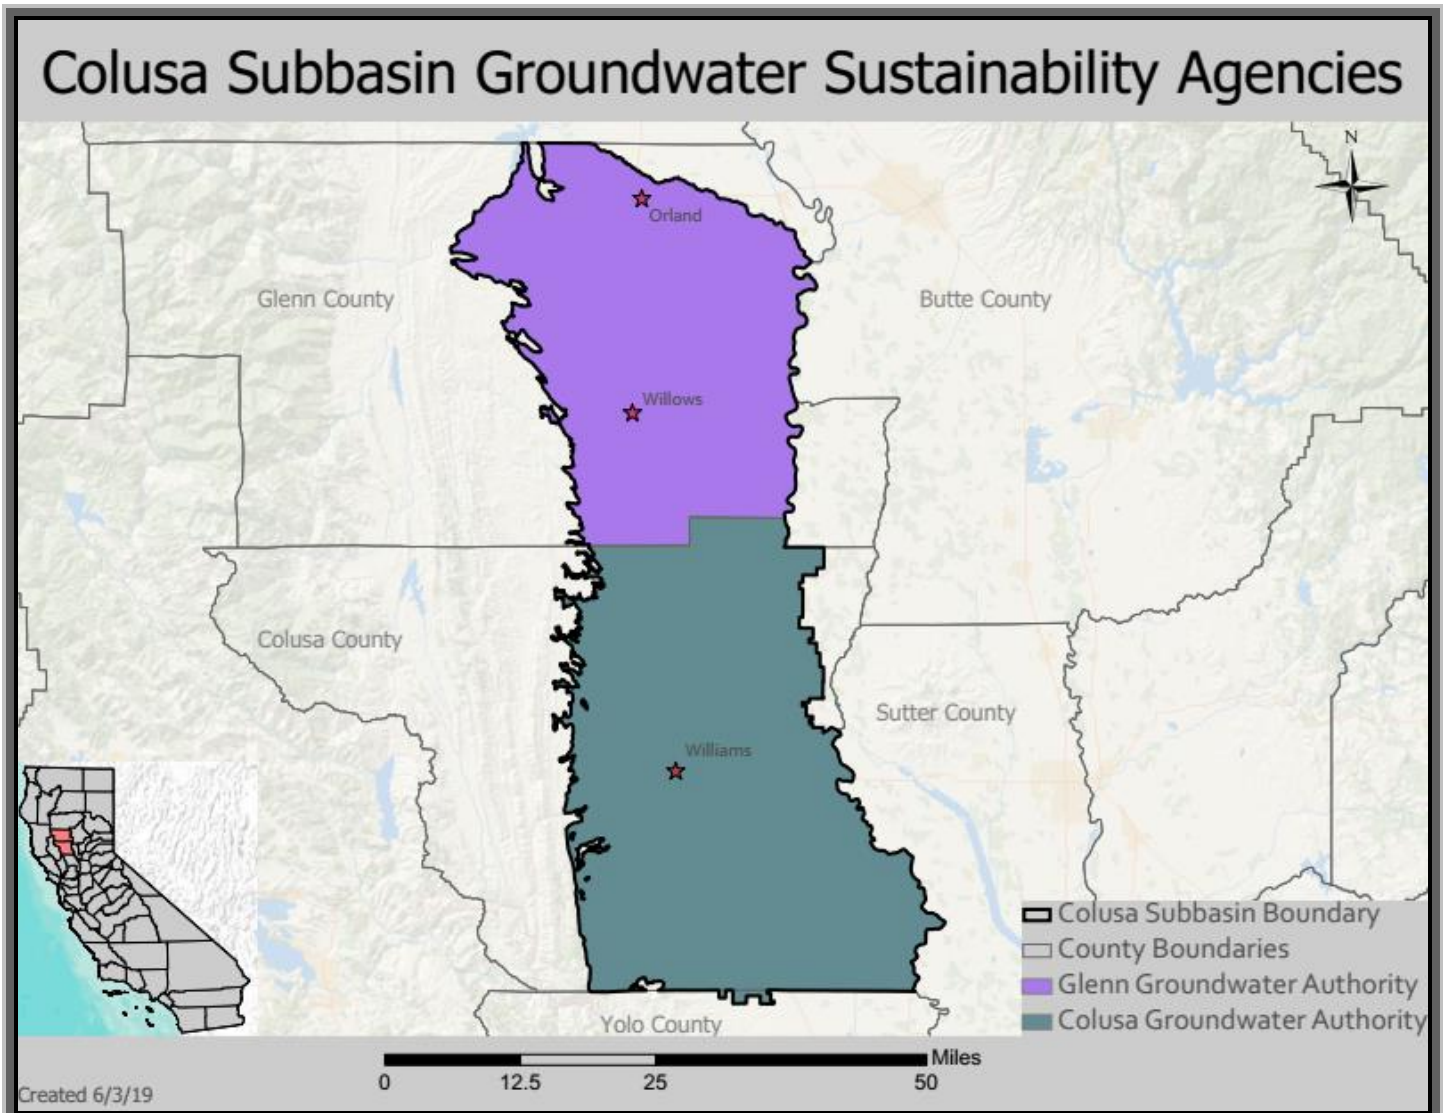 Colusa Subbasin Groundwater Sustainability Agencies
N
Orland
Glenn County
Butte County
Willows
Colusa County
Sutter County
Williams
Colusa Subbasin Boundary
County Boundaries
Glenn Groundwater Authority
Colusa Groundwater Authority
Yolo County
Miles
0 12.5 25 50
Created 6/3/19